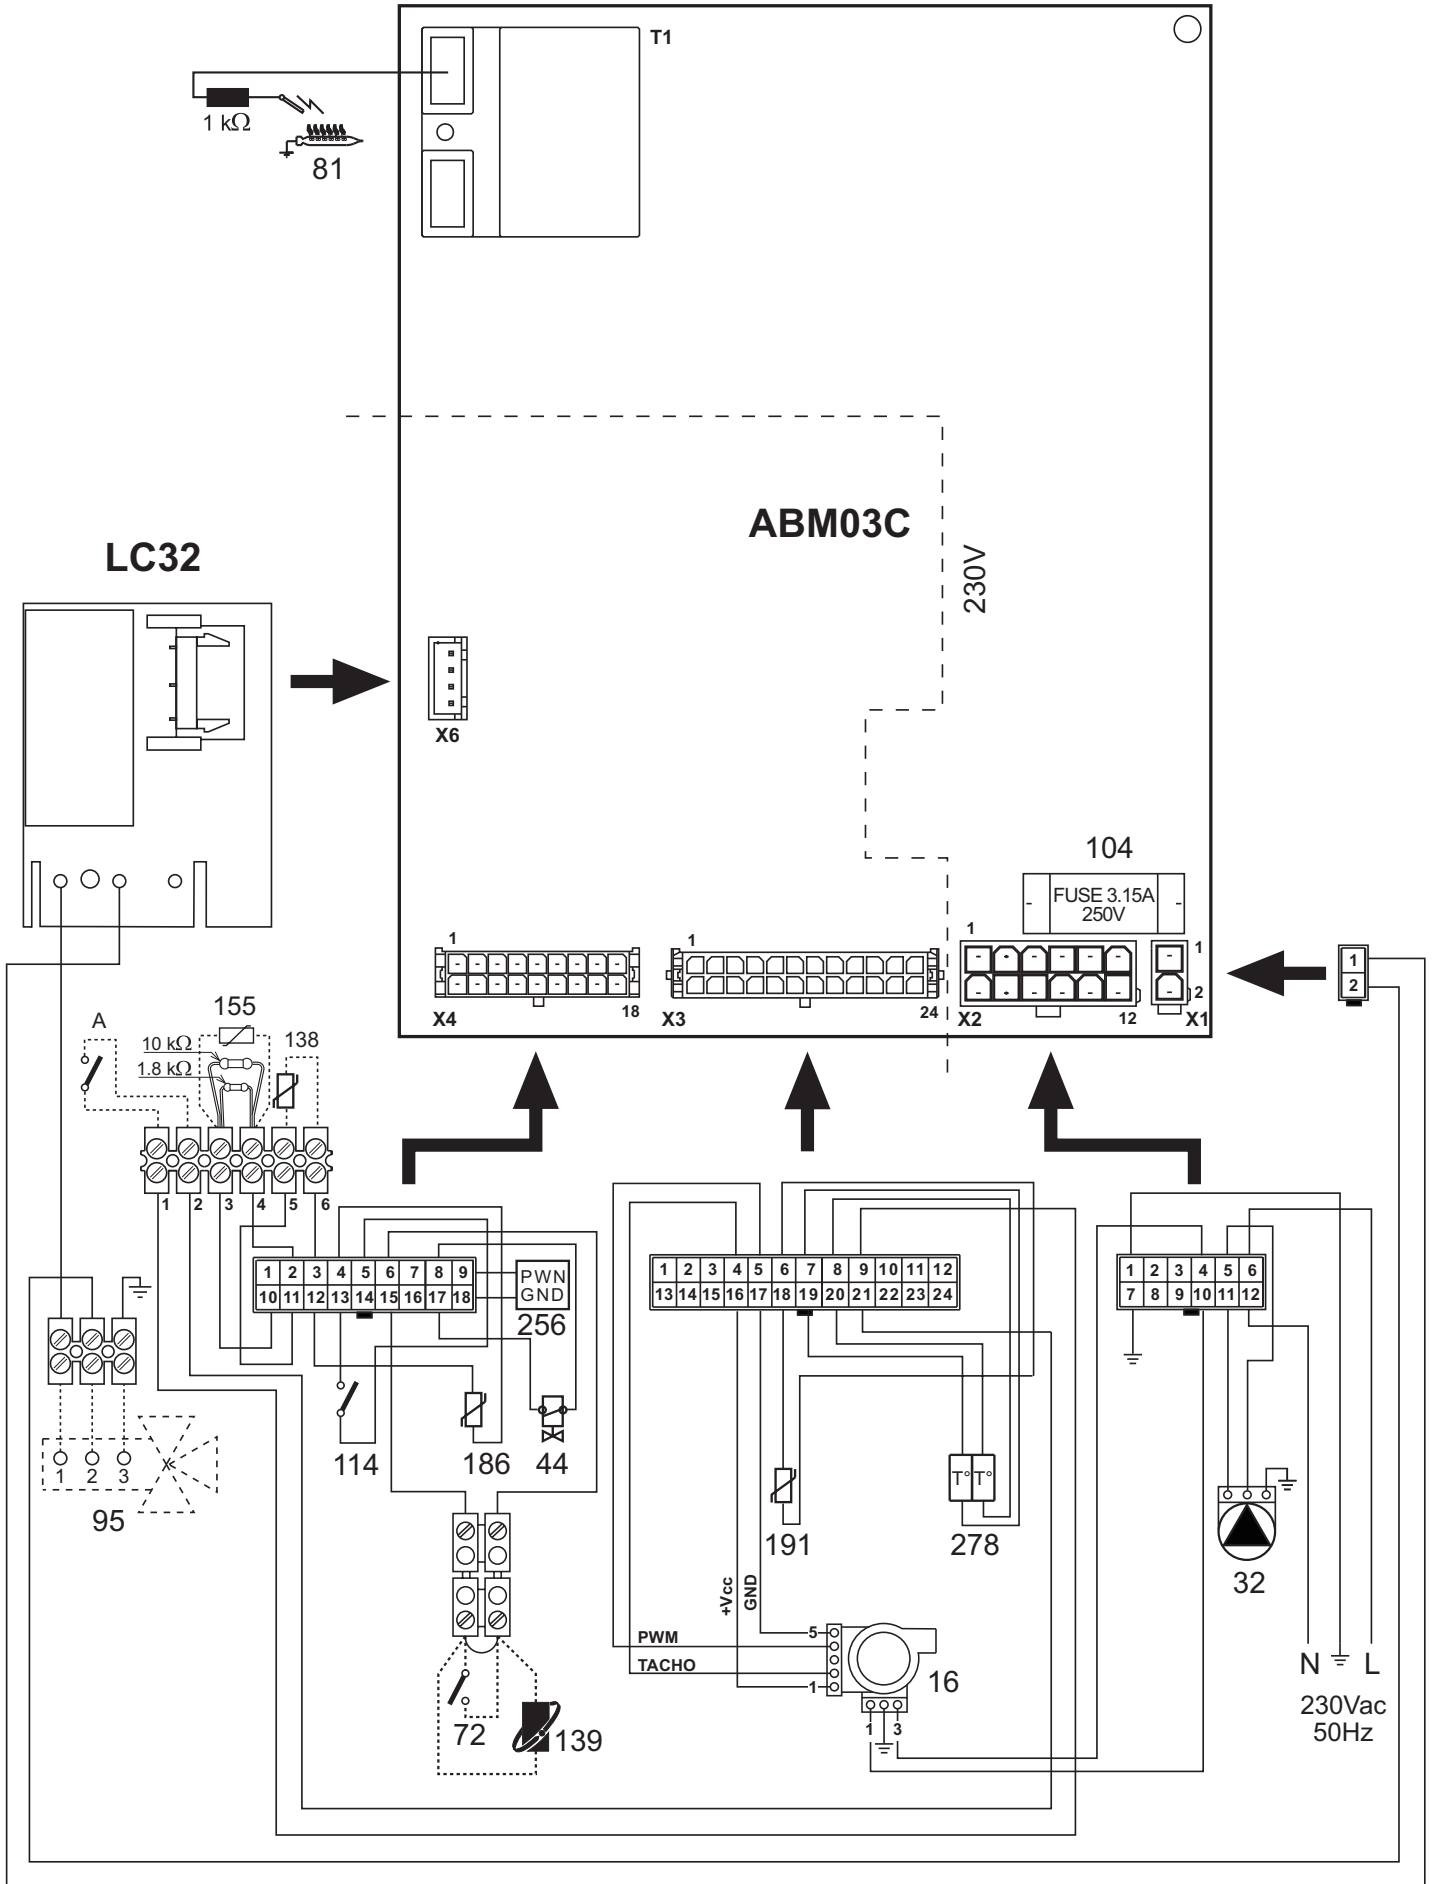 T1
1 kΩ
81
ABM03C
230V
LC32
X6
104
FUSE 3.15A
250V
1
18
X4
1
24
X3
1
12
X2
1
2
X1
1
2
A
155
10 kΩ
1.8 kΩ
138
1 2 3 4 5 6
1 2 3 4 5 6 7 8 9
10 11 12 13 14 15 16 17 18
PWN
GND
256
1 2 3 4 5 6 7 8 9 10 11 12
13 14 15 16 17 18 19 20 21 22 23 24
1 2 3 4 5 6
7 8 9 10 11 12
114
186
44
1 2 3
95
T° T°
191
278
32
+Vcc
GND
PWM
TACHO
5
1
16
1 3
72
139
N L
230Vac
50Hz